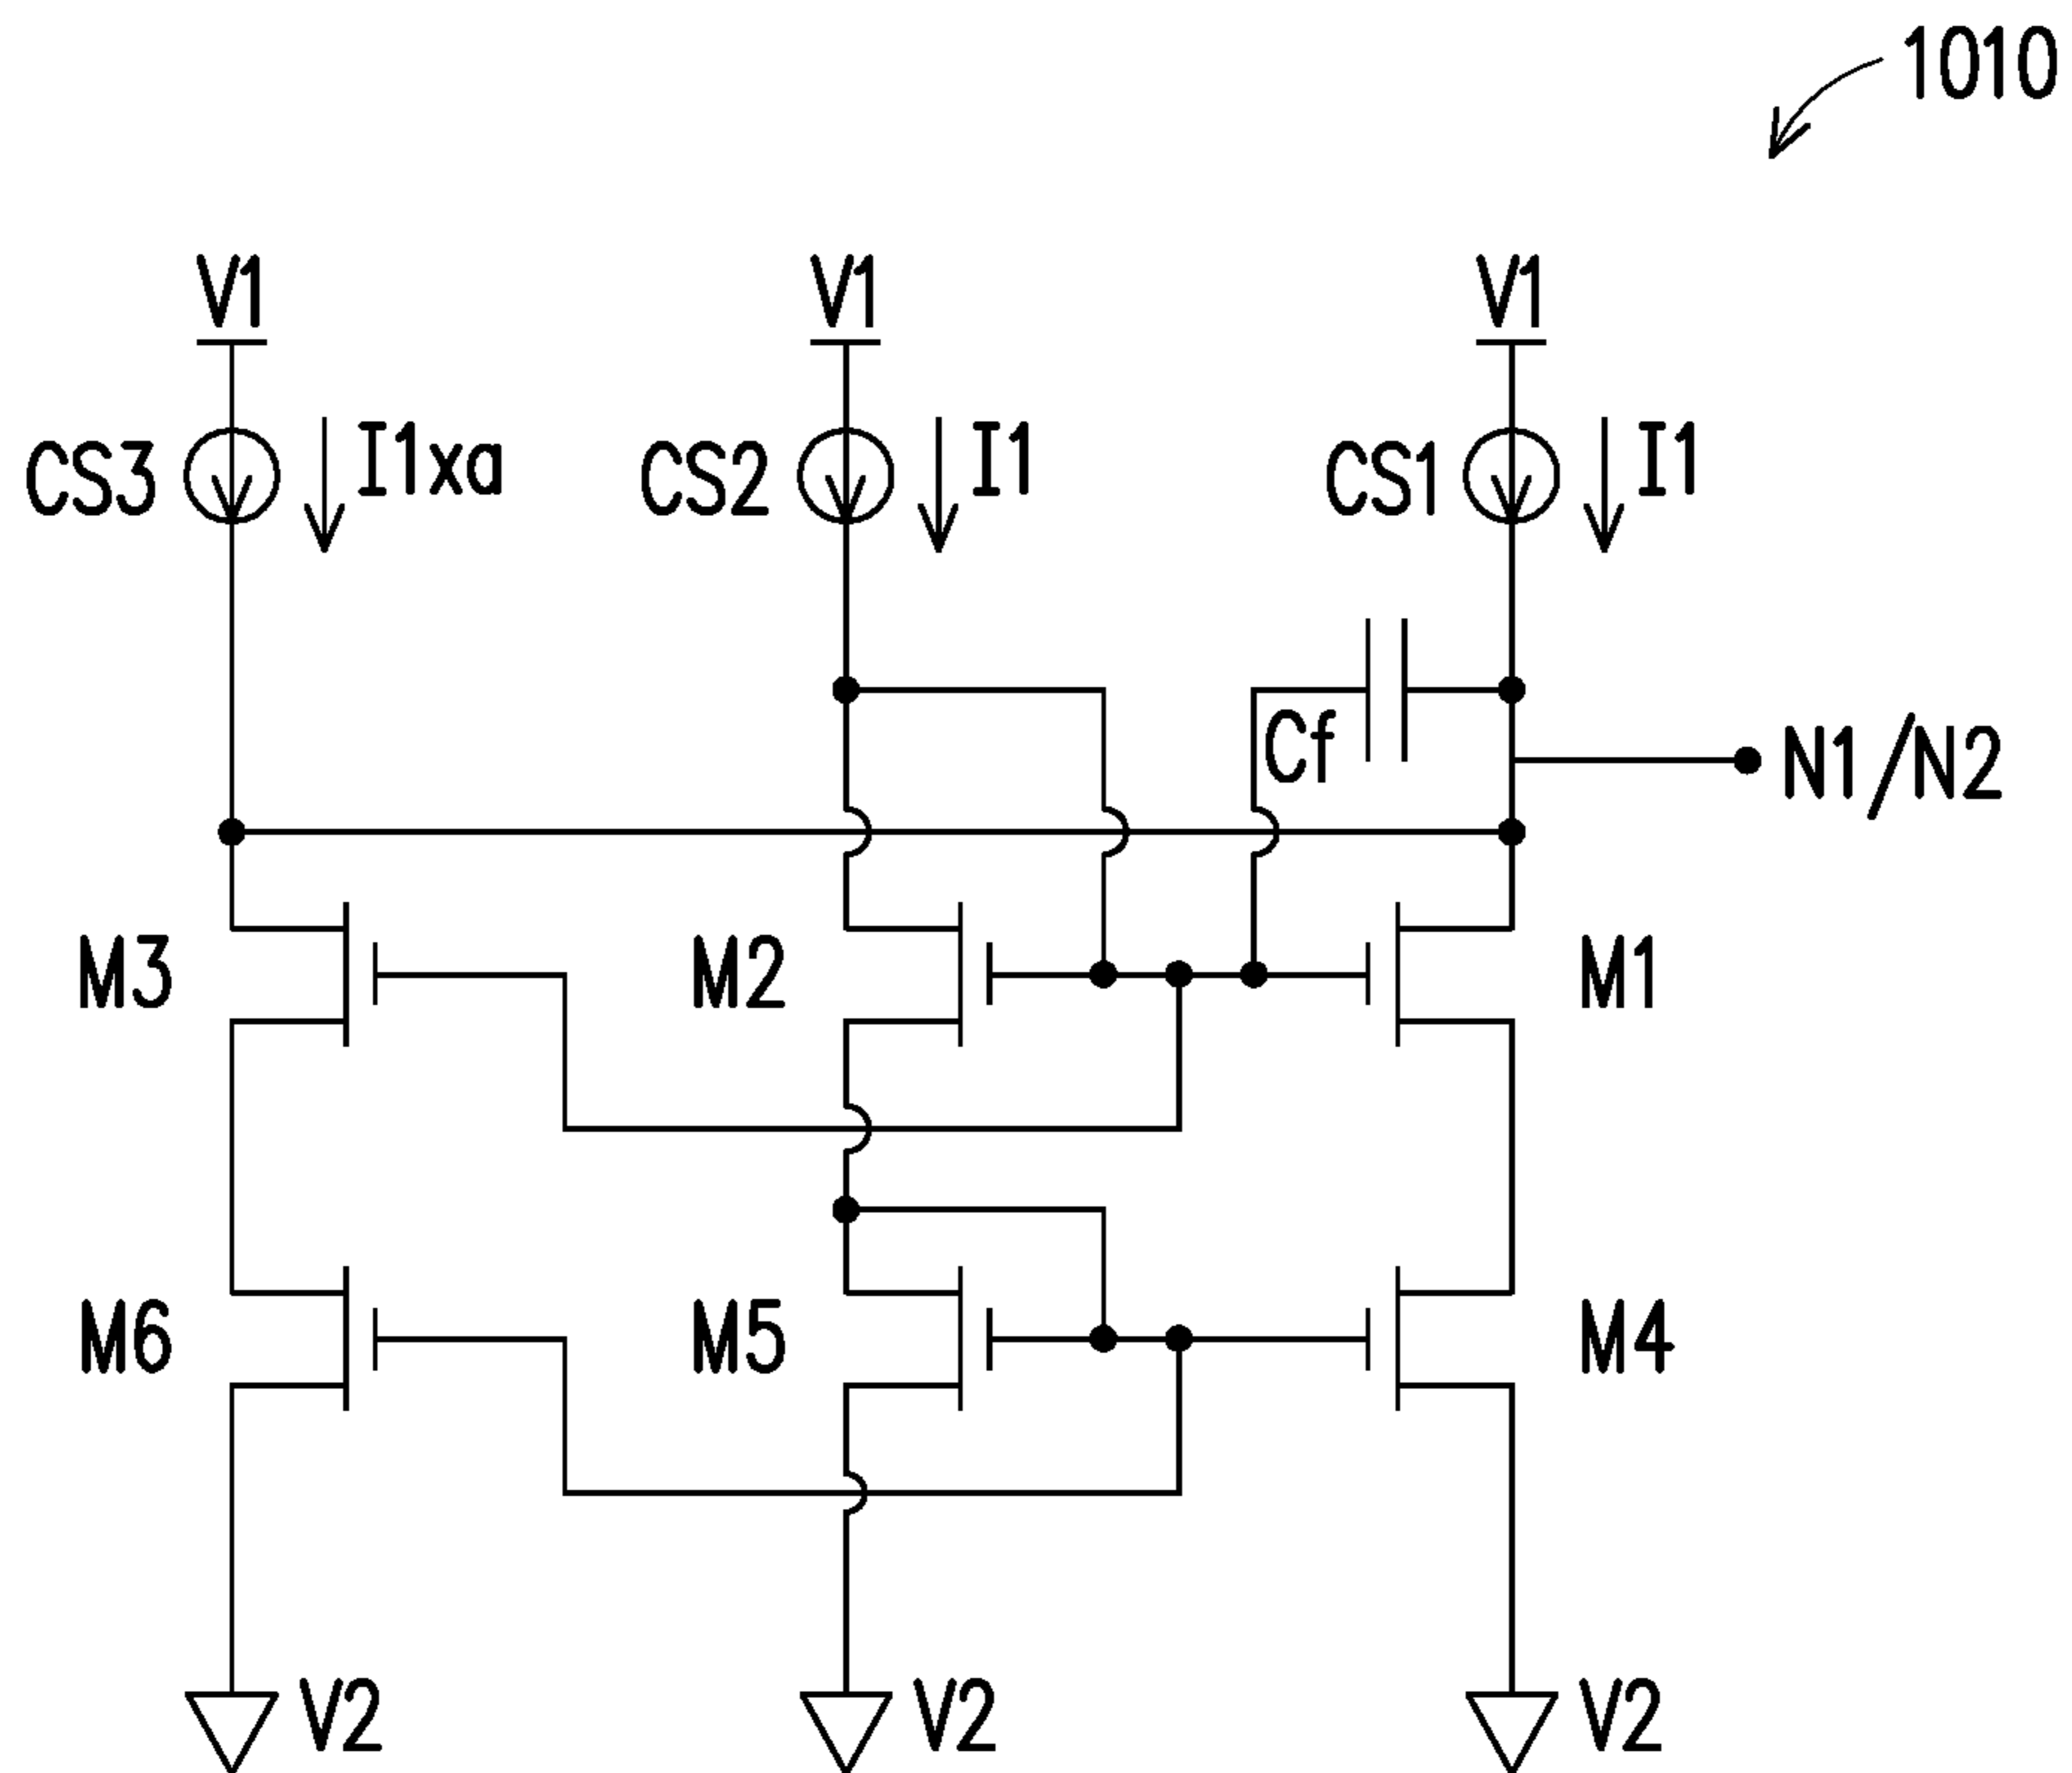 1010
V1 V1 V1
CS3 I1xa CS2 I1 CS1 I1
Cf
N1/N2
M3 M2 M1
M6 M5 M4
V2 V2 V2